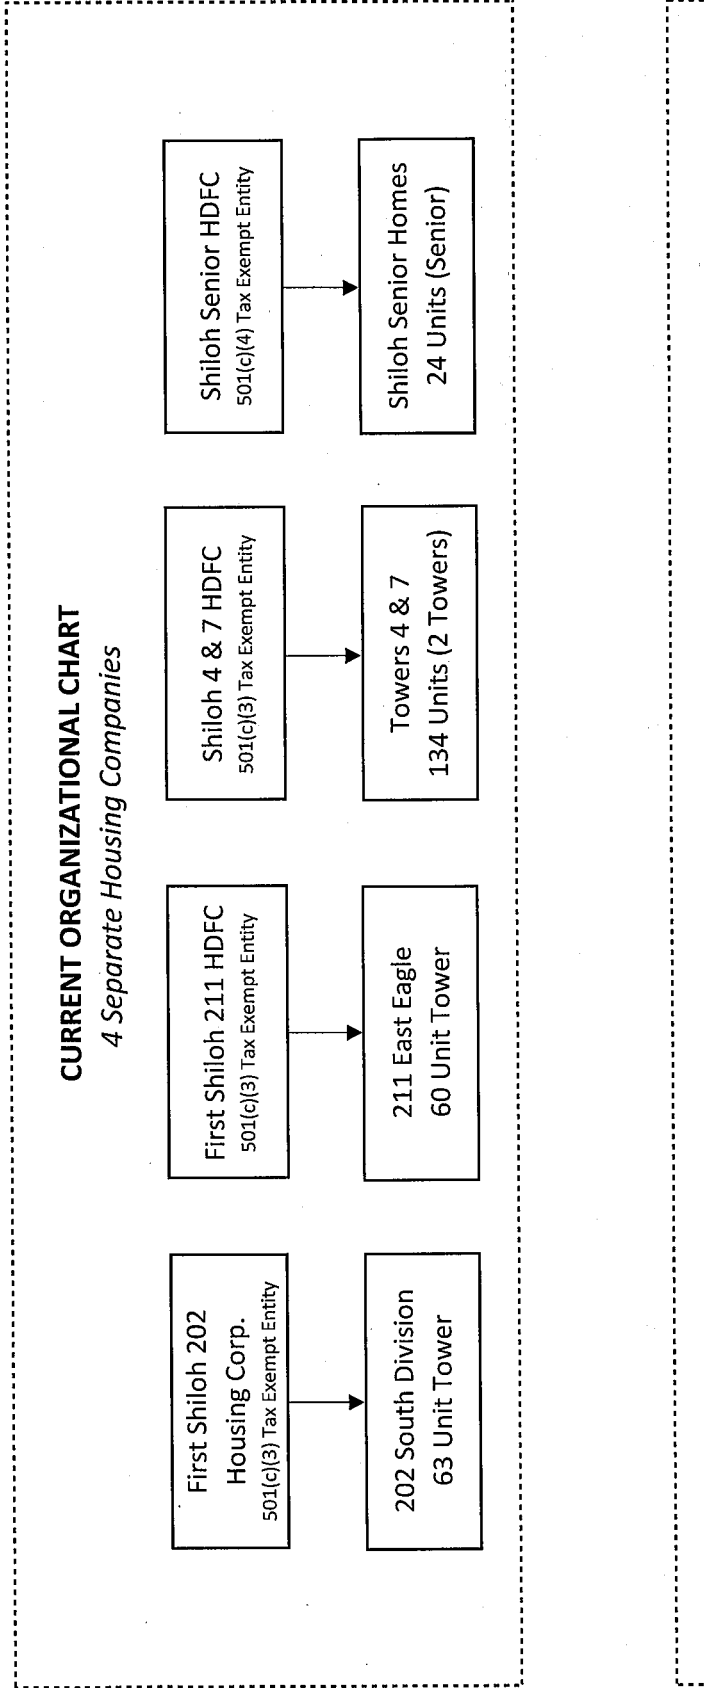 CURRENT ORGANIZATIONAL CHART
4 Separate Housing Companies
First Shiloh 202
Housing Corp.
501(c)(3) Tax Exempt Entity
202 South Division
63 Unit Tower
First Shiloh 211 HDFC
501(c)(3) Tax Exempt Entity
211 East Eagle
60 Unit Tower
Shiloh 4 & 7 HDFC
501(c)(3) Tax Exempt Entity
Towers 4 & 7
134 Units (2 Towers)
Shiloh Senior HDFC
501(c)(4) Tax Exempt Entity
Shiloh Senior Homes
24 Units (Senior)